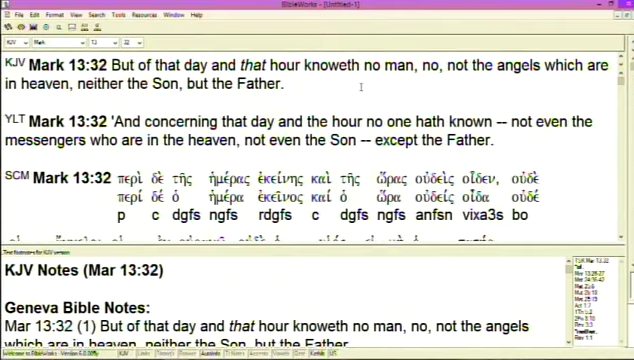 BibleWorks - [Untitled-1]
File Edit Format View Search Tools Resources Window Help
KJV Mark 13 32
KJV Mark 13:32 But of that day and that hour knoweth no man, no, not the angels which are
in heaven, neither the Son, but the Father.
YLT Mark 13:32 'And concerning that day and the hour no one hath known -- not even the
messengers who are in the heaven, not even the Son -- except the Father.
SCM Mark 13:32 περὶ δὲ τῆς ἡμέρας ἐκείνης καὶ τῆς ὥρας οὐδεὶς οἶδεν, οὐδὲ
περί δέ ὁ ἡμέρα ἐκεῖνος καί ὁ ὥρα οὐδείς οἶδα οὐδέ
p c dgfs ngfs rdgfs c dgfs ngfs anfsn vixa3s bo
KJV Notes (Mar 13:32)
Geneva Bible Notes:
Mar 13:32 (1) But of that day and that hour knoweth no man, no, not the angels
which are in heaven, neither the Son, but the Father